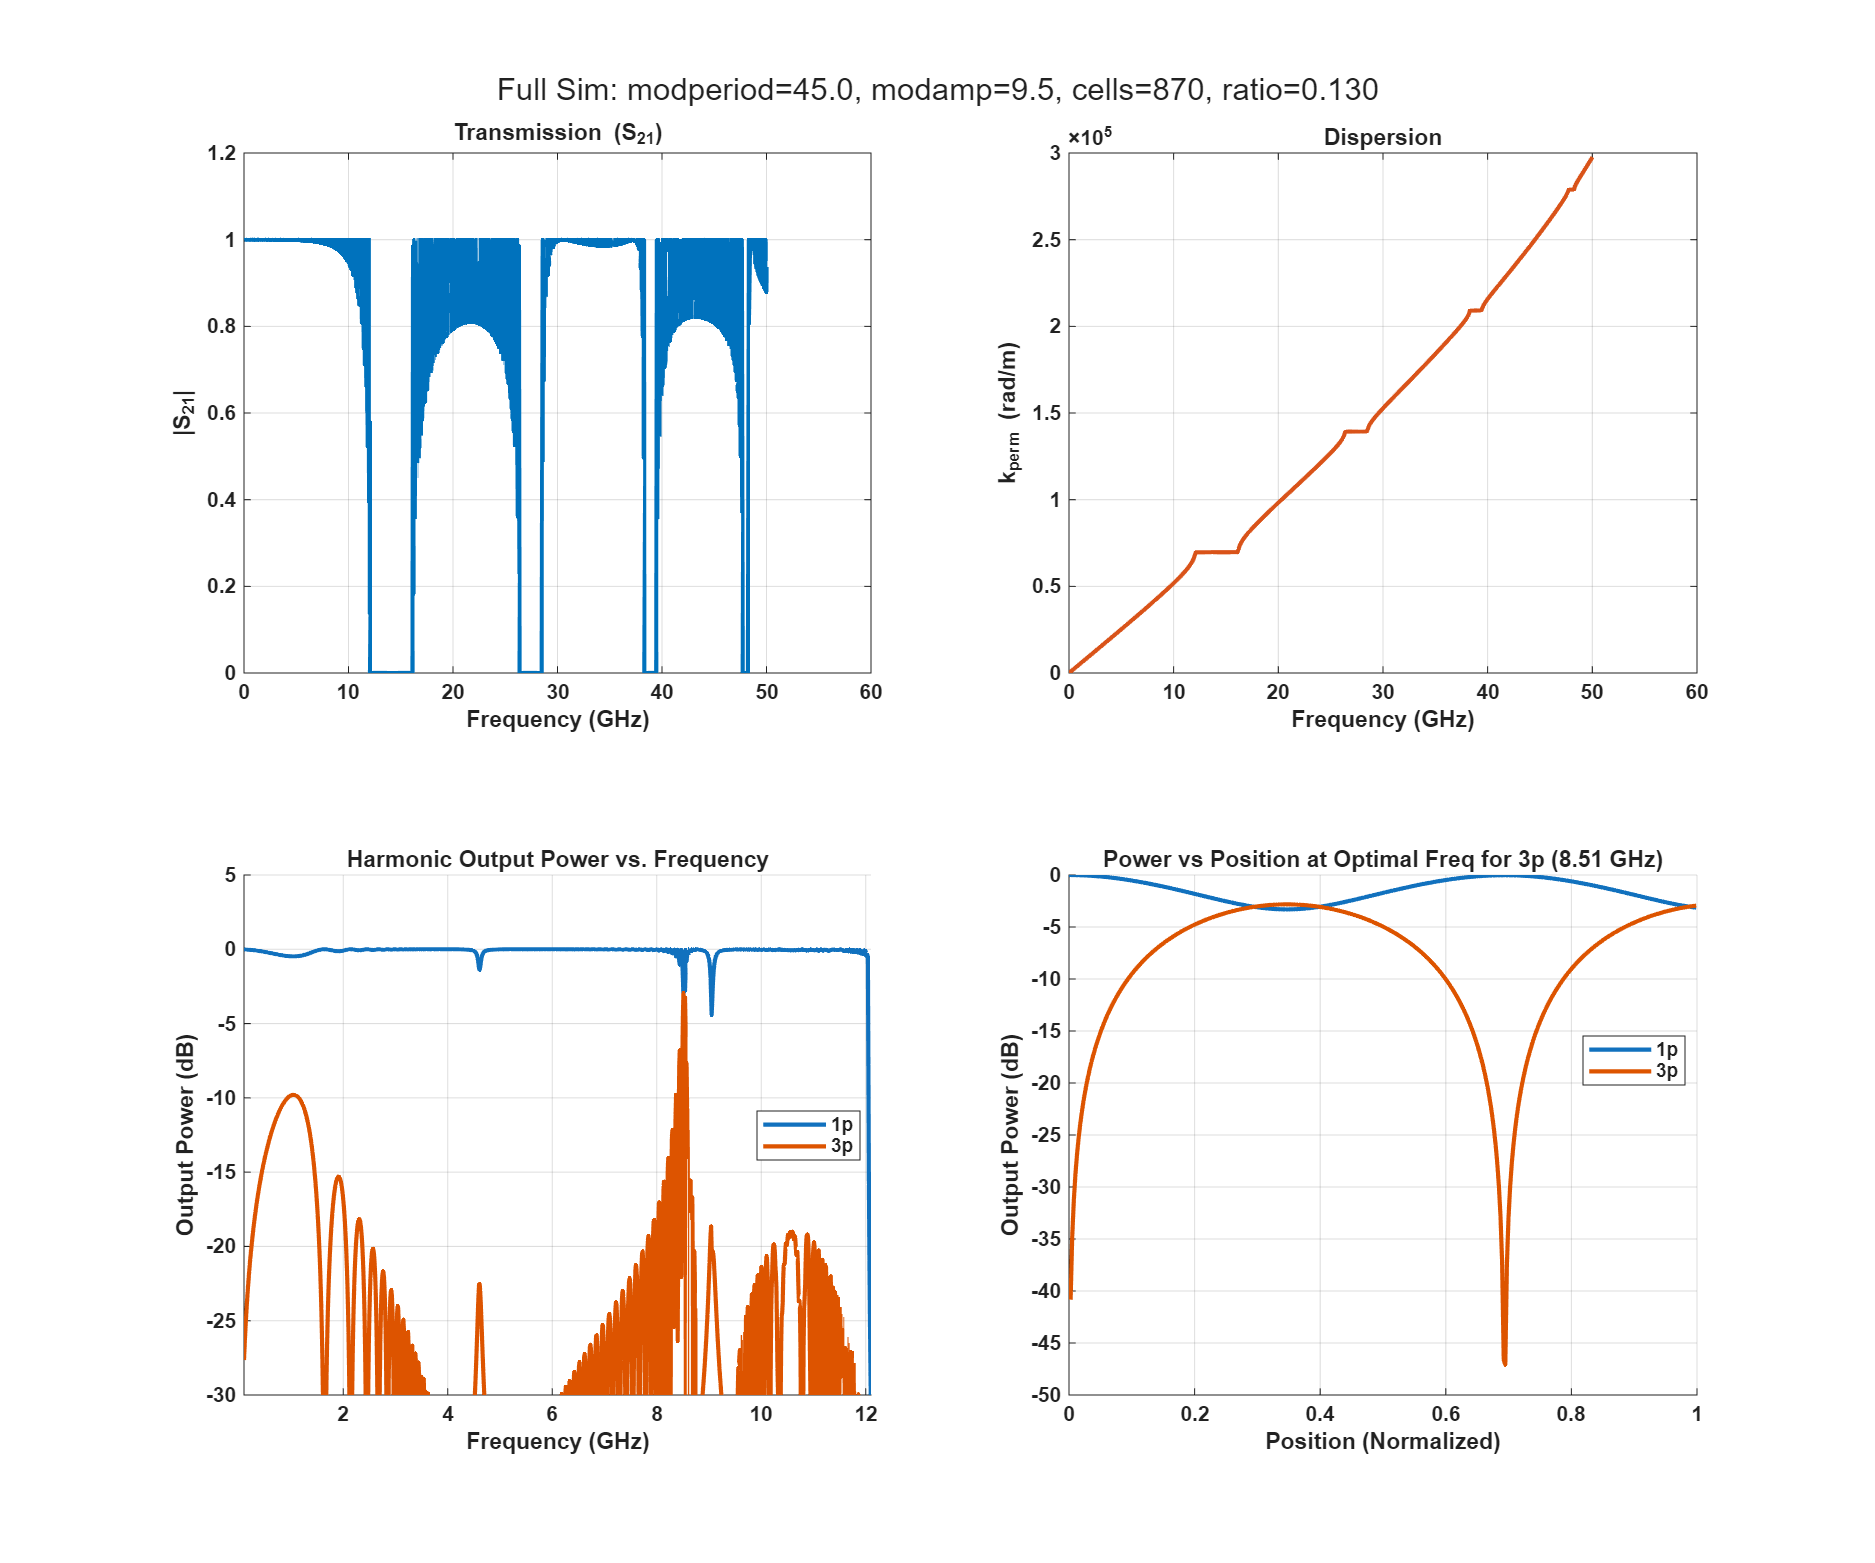 Full Sim: modperiod=45.0, modamp=9.5, cells=870, ratio=0.130
Transmission (S21)
1.2
1
0.8
0.6
0.4
0.2
0
|S21|
0 10 20 30 40 50 60
Frequency (GHz)
×10^5
Dispersion
3
2.5
2
1.5
1
0.5
0
kperm (rad/m)
0 10 20 30 40 50 60
Frequency (GHz)
Harmonic Output Power vs. Frequency
5
0
-5
-10
-15
-20
-25
-30
Output Power (dB)
1p
3p
2 4 6 8 10 12
Frequency (GHz)
Power vs Position at Optimal Freq for 3p (8.51 GHz)
0
-5
-10
-15
-20
-25
-30
-35
-40
-45
-50
Output Power (dB)
1p
3p
0 0.2 0.4 0.6 0.8 1
Position (Normalized)